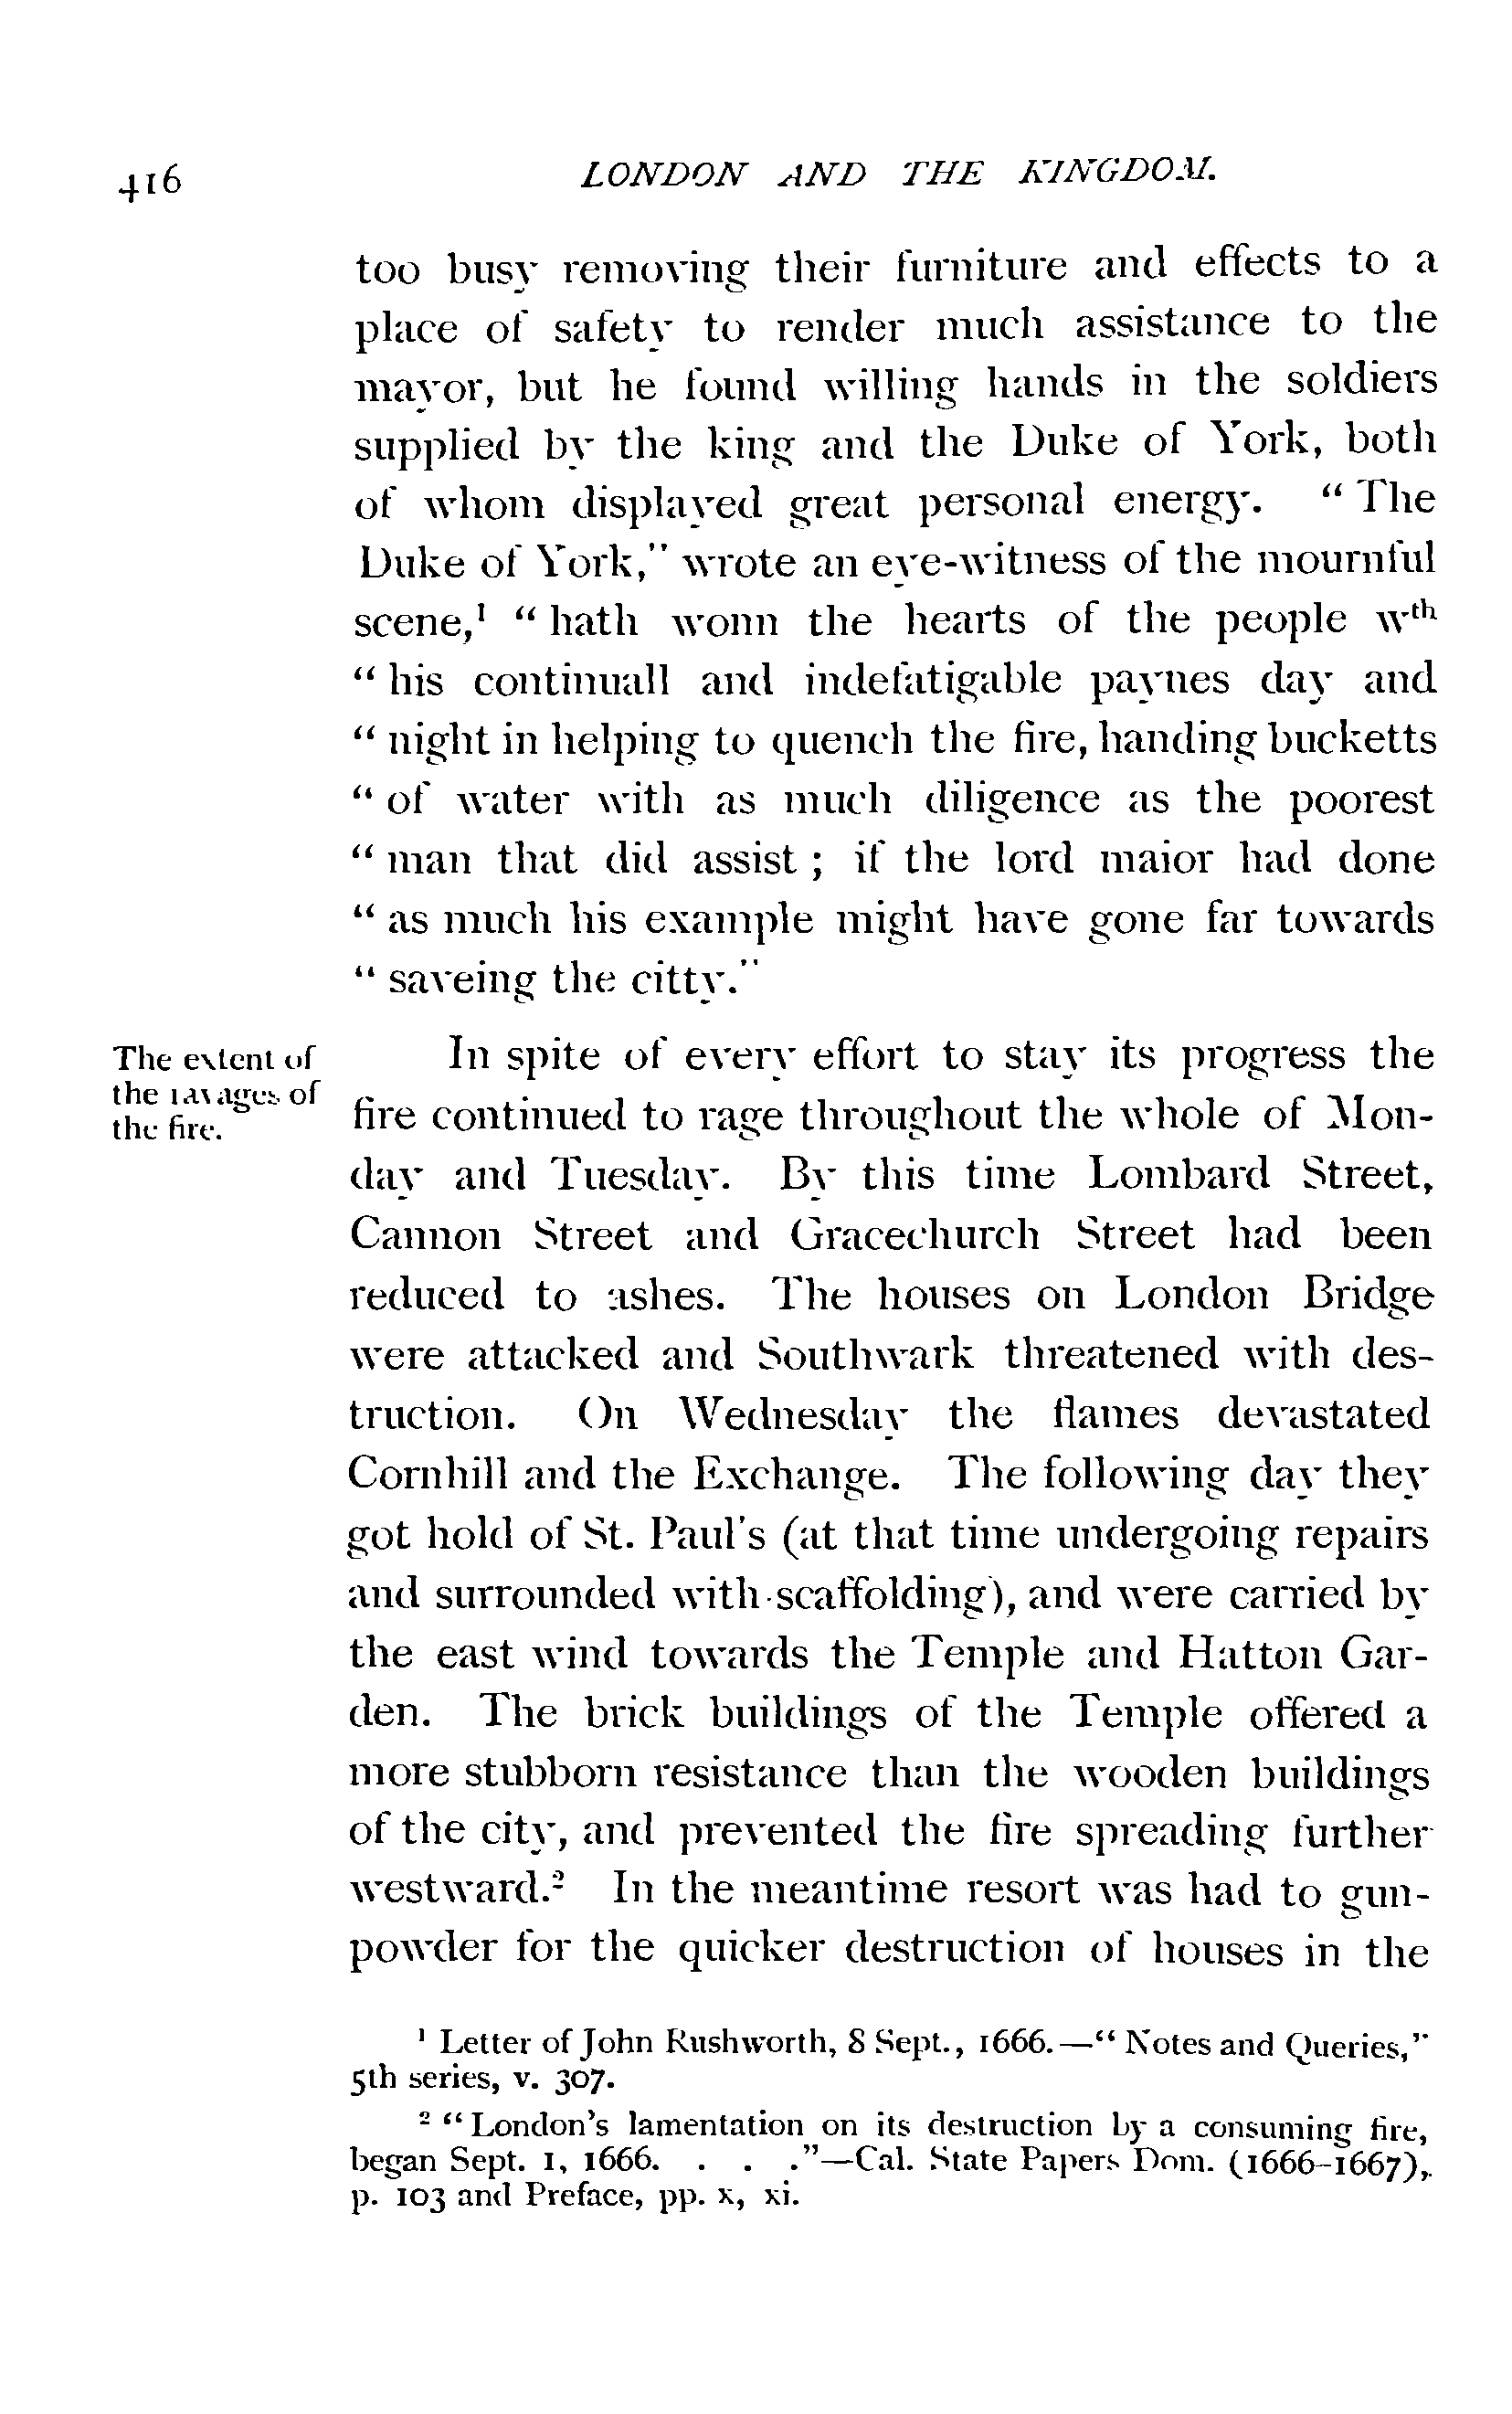 416 LONDON AND THE KINGDOM.
too busy removing their furniture and effects to a
place of safety to render much assistance to the
mayor, but he found willing hands in the soldiers
supplied by the king and the Duke of York, both
of whom displayed great personal energy. “ The
Duke of York,” wrote an eye-witness of the mournful
scene,¹ “ hath wonn the hearts of the people wᵗʰ
“ his continuall and indefatigable paynes day and
“ night in helping to quench the fire, handing bucketts
“ of water with as much diligence as the poorest
“ man that did assist ; if the lord maior had done
“ as much his example might have gone far towards
“ saveing the citty.”
The extent of
the ravages of
the fire.
In spite of every effort to stay its progress the
fire continued to rage throughout the whole of Mon-
day and Tuesday. By this time Lombard Street,
Cannon Street and Gracechurch Street had been
reduced to ashes. The houses on London Bridge
were attacked and Southwark threatened with des-
truction. On Wednesday the flames devastated
Cornhill and the Exchange. The following day they
got hold of St. Paul's (at that time undergoing repairs
and surrounded with scaffolding), and were carried by
the east wind towards the Temple and Hatton Gar-
den. The brick buildings of the Temple offered a
more stubborn resistance than the wooden buildings
of the city, and prevented the fire spreading further
westward.² In the meantime resort was had to gun-
powder for the quicker destruction of houses in the
¹ Letter of John Rushworth, 8 Sept., 1666.—“ Notes and Queries,”
5th series, v. 307.
² “ London’s lamentation on its destruction by a consuming fire,
began Sept. 1, 1666. . . .”—Cal. State Papers Dom. (1666–1667),
p. 103 and Preface, pp. x, xi.